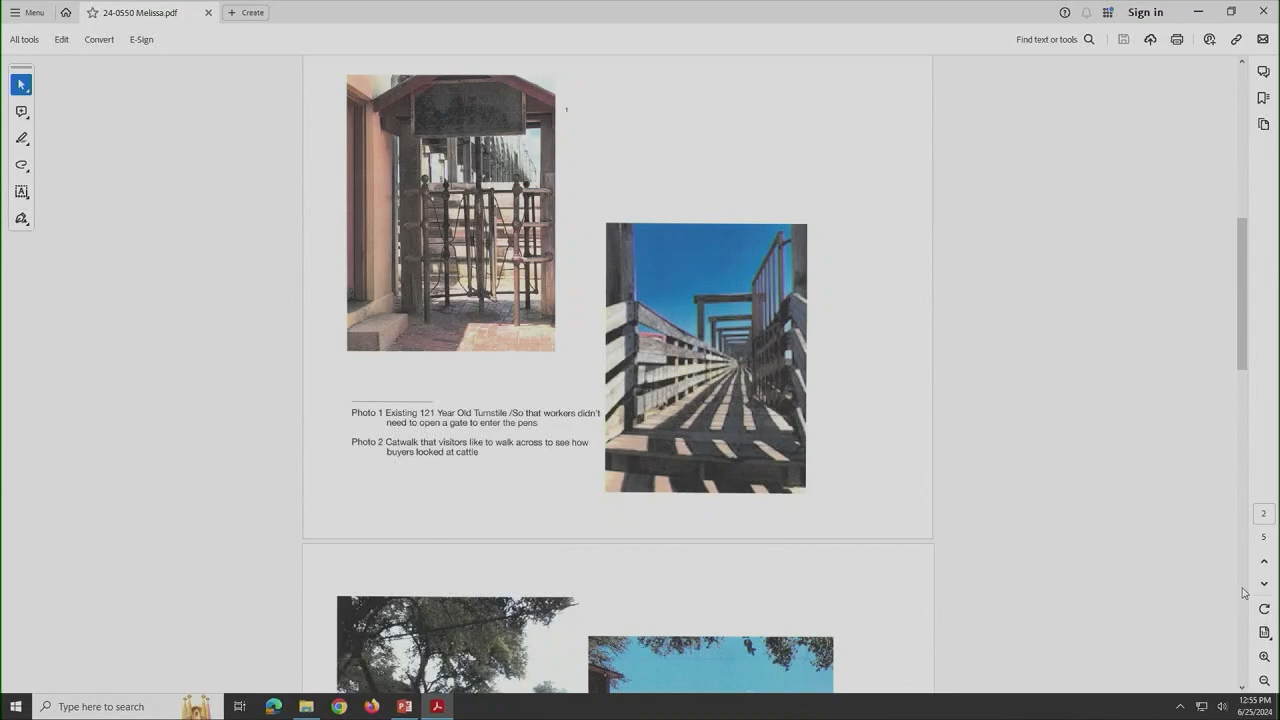 Menu
24-0550 Melissa.pdf
Create
Sign in
All tools
Edit
Convert
E-Sign
Find text or tools
1
Photo 1 Existing 121 Year Old Turnstile /So that workers didn't
need to open a gate to enter the pens
Photo 2 Catwalk that visitors like to walk across to see how
buyers looked at cattle
2
5
Type here to search
12:55 PM
6/25/2024